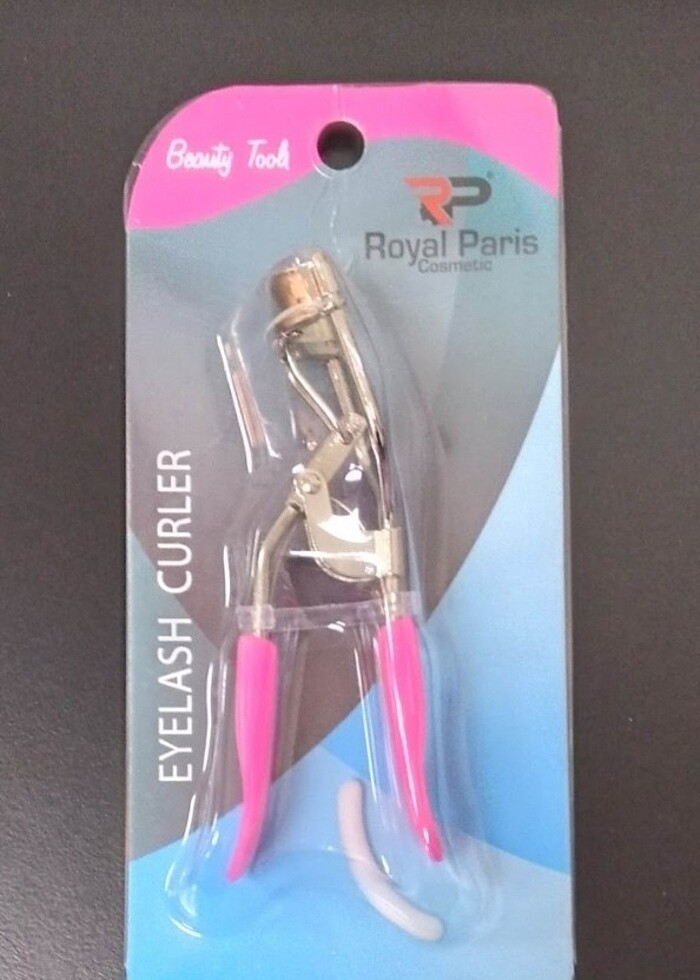 Beauty Tools
RP®
Royal Paris
Cosmetic
EYELASH CURLER